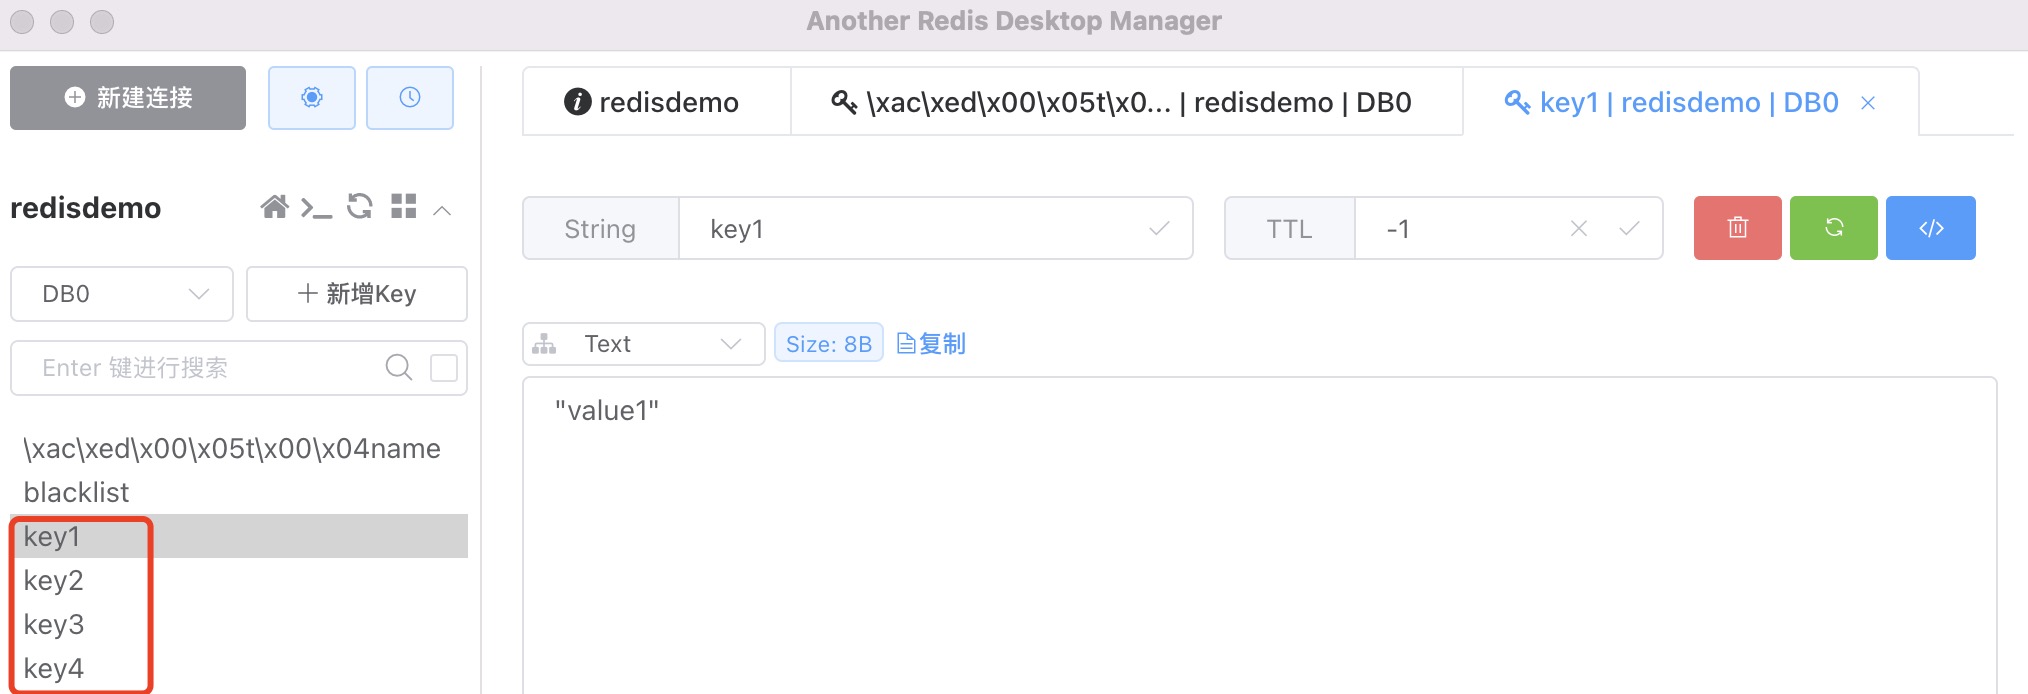 Another Redis Desktop Manager
新建连接
redisdemo
\xac\xed\x00\x05t\x0... | redisdemo | DB0
key1 | redisdemo | DB0
redisdemo
String
key1
TTL
-1
DB0
新增Key
Text
Size: 8B
复制
Enter 键进行搜索
"value1"
\xac\xed\x00\x05t\x00\x04name
blacklist
key1
key2
key3
key4